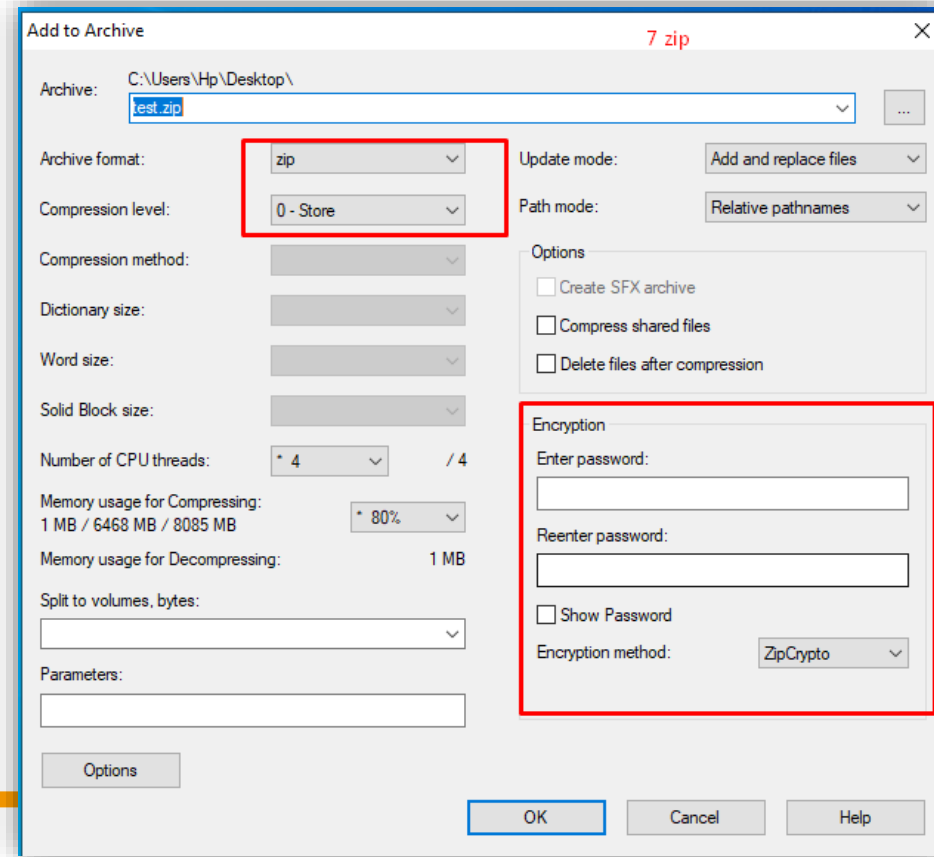 Add to Archive
7 zip
Archive:
C:\Users\Hp\Desktop\
test.zip
...
Archive format:
zip
Compression level:
0 - Store
Compression method:
Dictionary size:
Word size:
Solid Block size:
Number of CPU threads:
* 4
/ 4
Memory usage for Compressing:
1 MB / 6468 MB / 8085 MB
* 80%
Memory usage for Decompressing:
1 MB
Split to volumes, bytes:
Parameters:
Options
Update mode:
Add and replace files
Path mode:
Relative pathnames
Options
Create SFX archive
Compress shared files
Delete files after compression
Encryption
Enter password:
Reenter password:
Show Password
Encryption method:
ZipCrypto
OK
Cancel
Help